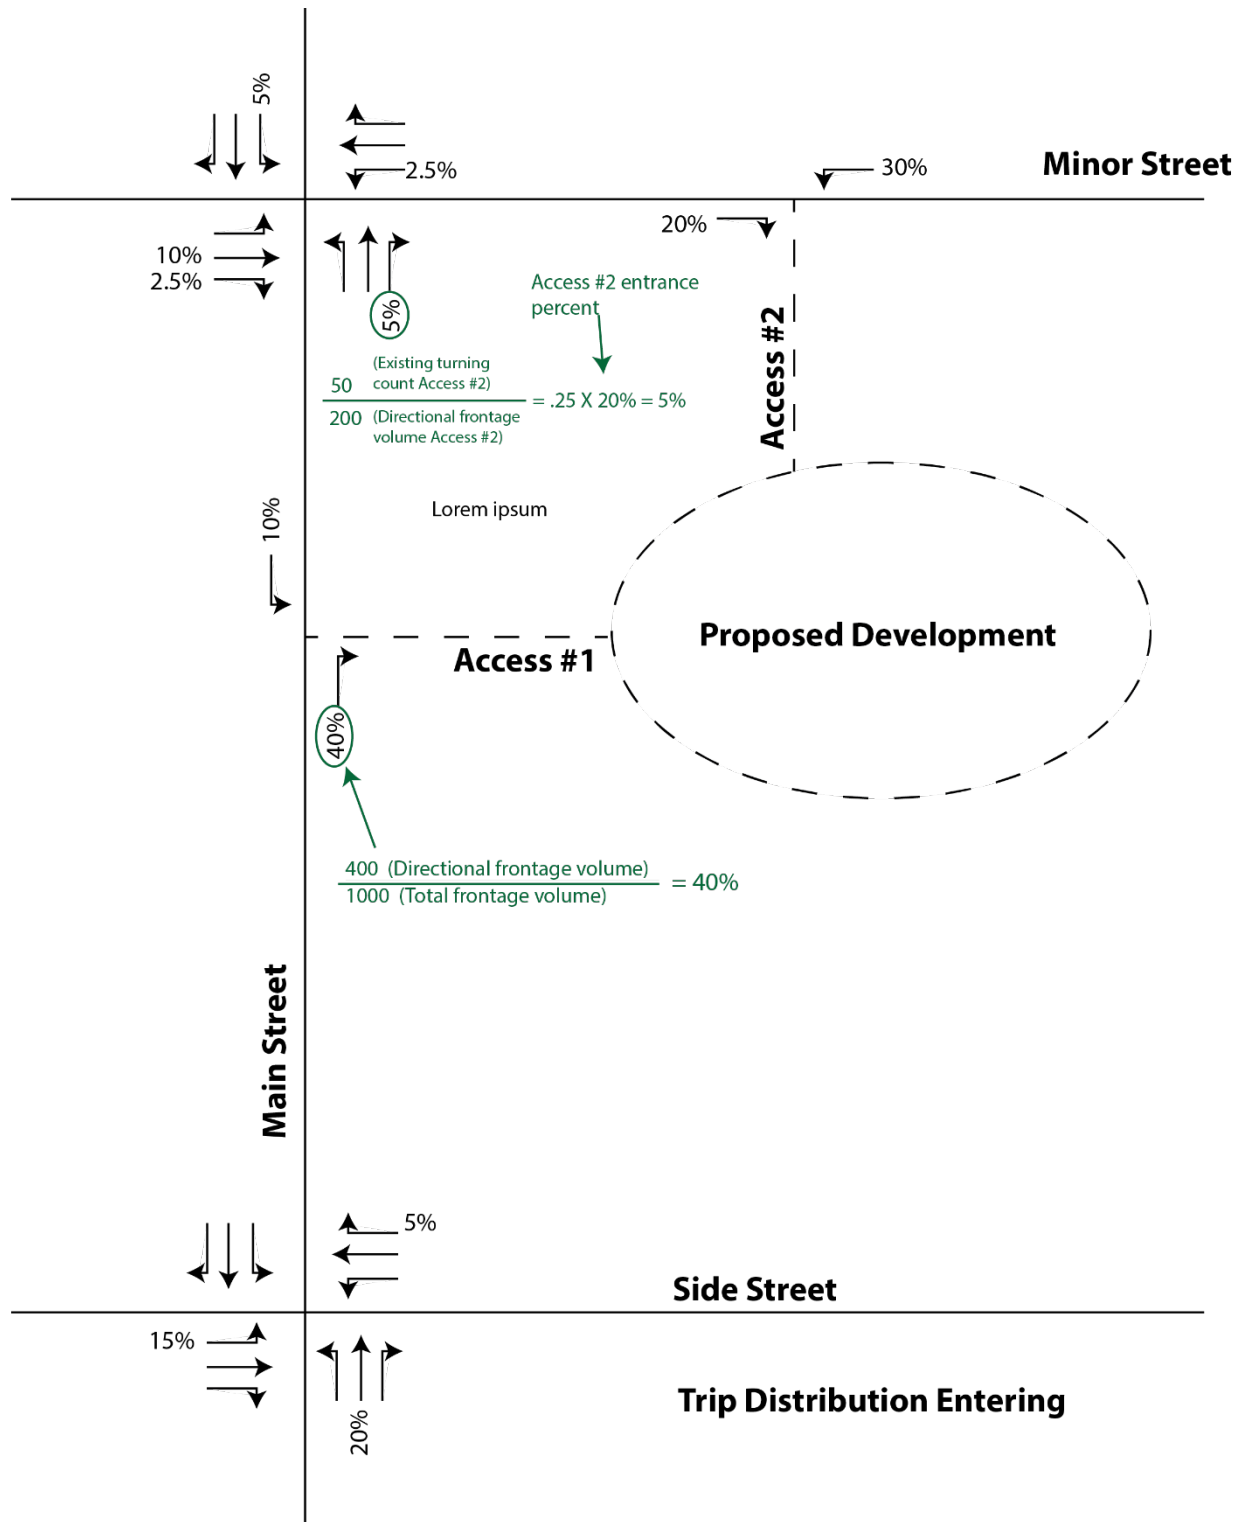 5%
2.5%
30%
Minor Street
20%
10%
2.5%
5%
Access #2 entrance
percent
Access #2
50
(Existing turning
count Access #2)
200
(Directional frontage
volume Access #2)
= .25 X 20% = 5%
Lorem ipsum
10%
Proposed Development
Access #1
40%
400 (Directional frontage volume)
1000 (Total frontage volume)
= 40%
Main Street
5%
Side Street
15%
20%
Trip Distribution Entering